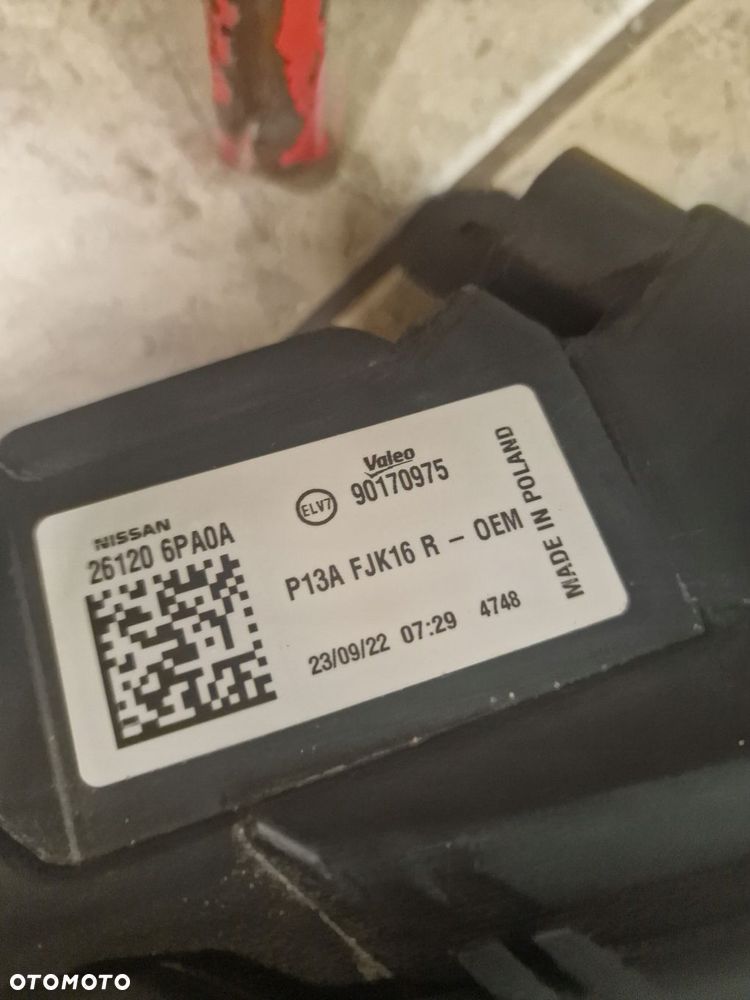 NISSAN
26120 6PA0A
ELV7
Valeo
90170975
P13A FJK16 R - OEM
23/09/22 07:29 4748
MADE IN POLAND
OTOMOTO